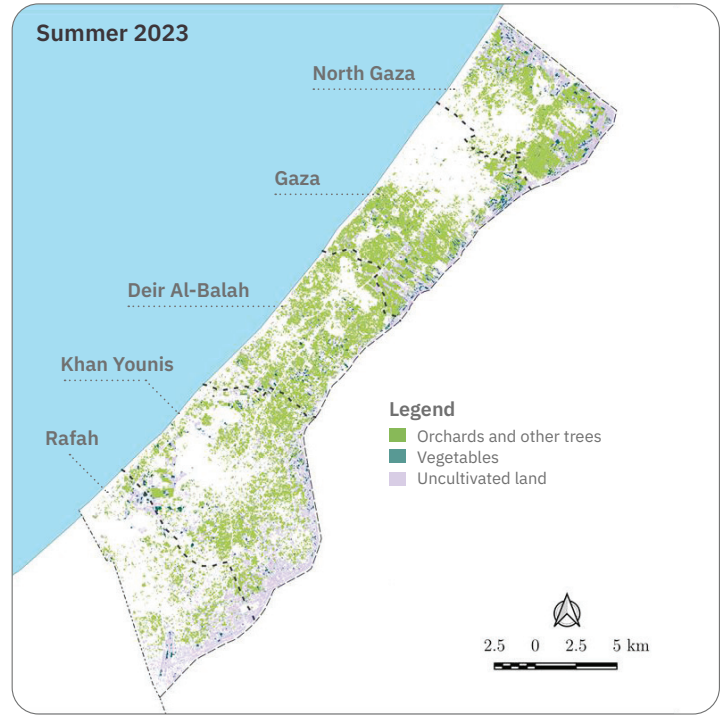 Summer 2023
North Gaza
Gaza
Deir Al-Balah
Khan Younis
Rafah
Legend
Orchards and other trees
Vegetables
Uncultivated land
2.5 0 2.5 5 km